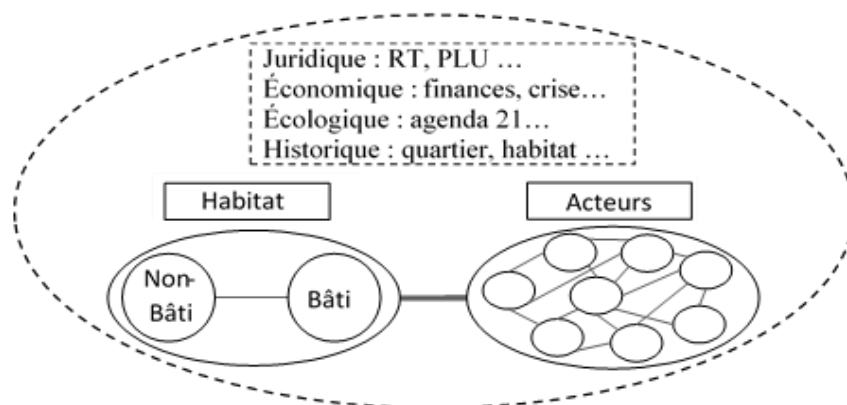 Juridique : RT, PLU ...
Économique : finances, crise...
Écologique : agenda 21...
Historique : quartier, habitat ...
Habitat
Acteurs
Non-
Bâti
Bâti